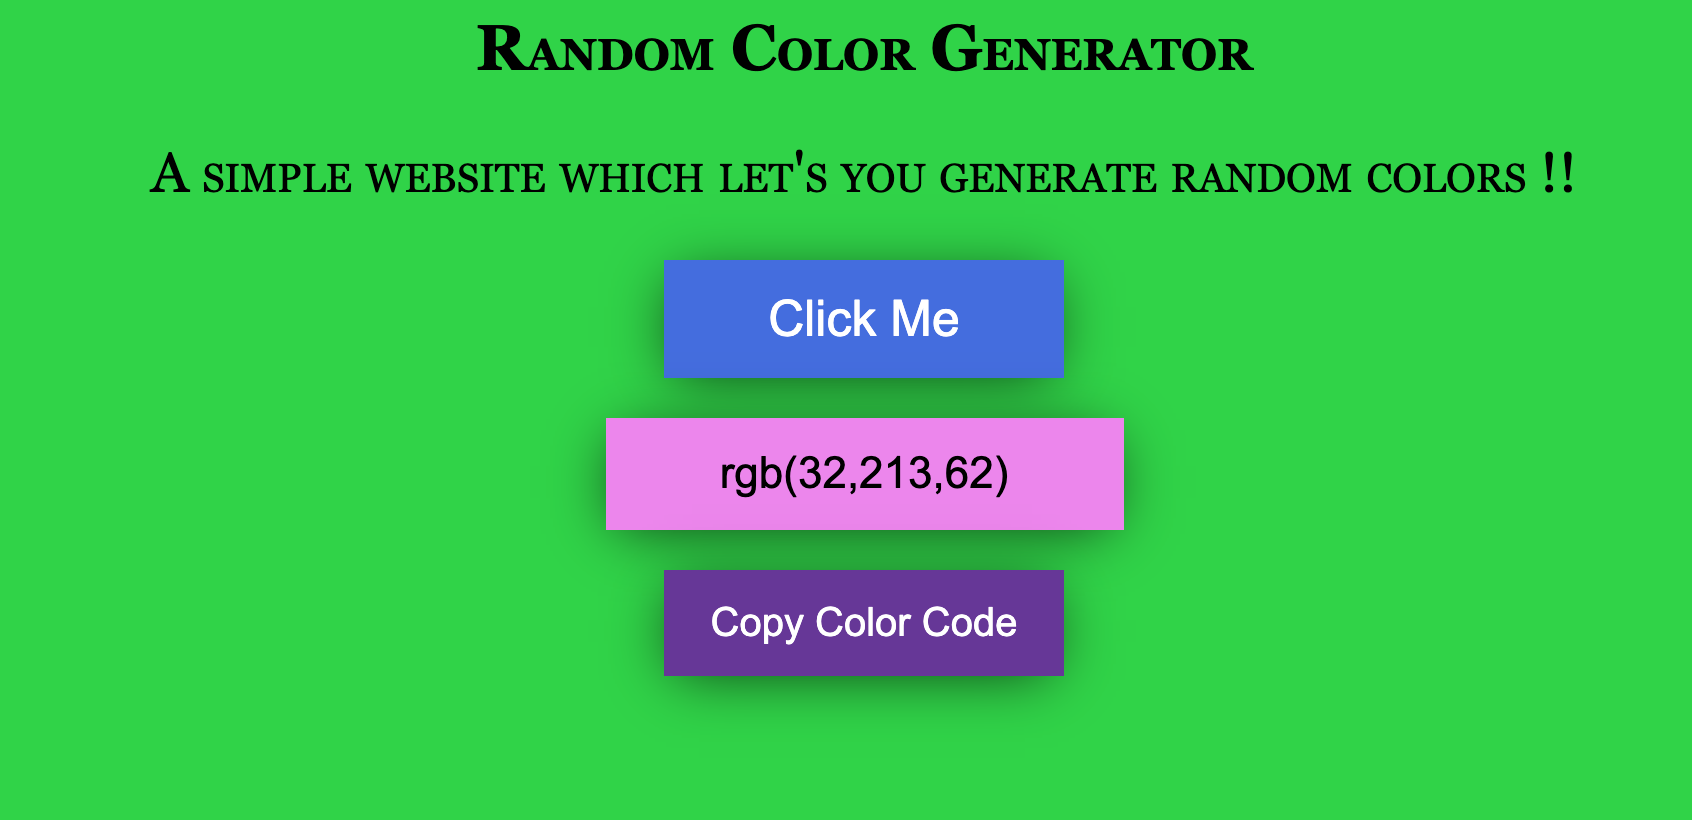 Random Color Generator
A simple website which let's you generate random colors !!
Click Me
rgb(32,213,62)
Copy Color Code